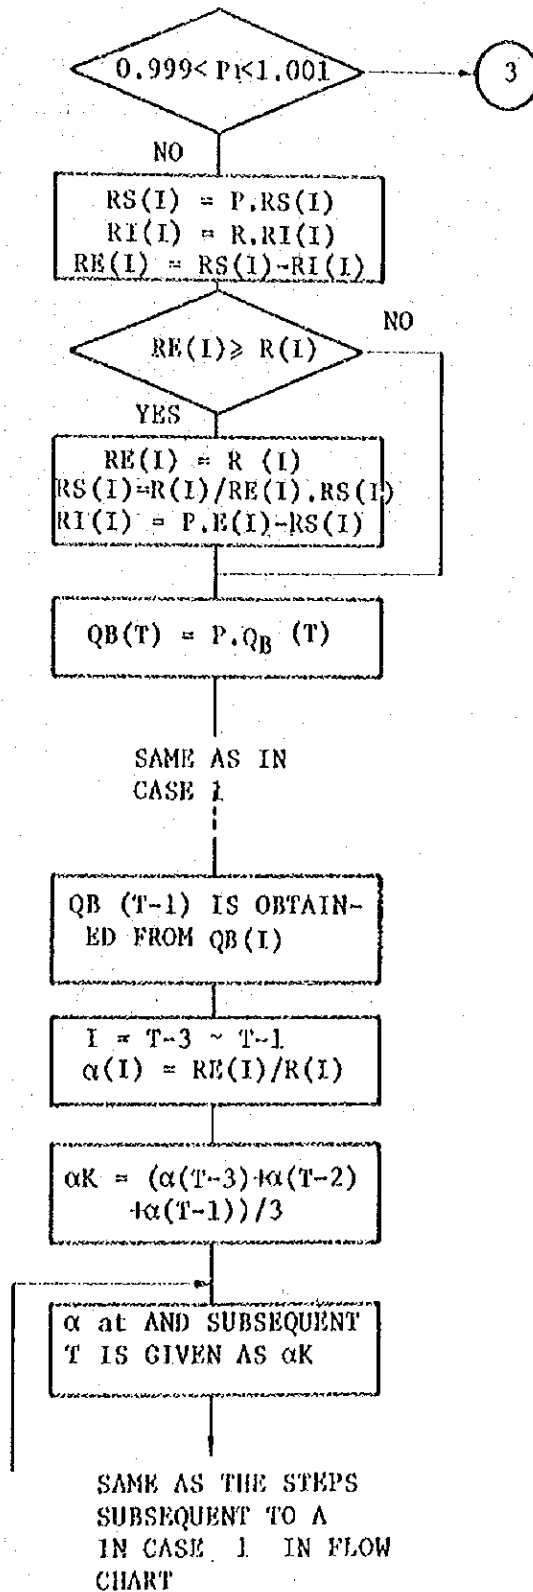 0.999<Pi<1.001
3
NO
RS(I) = P.RS(I)
RI(I) = R.RI(I)
RE(I) = RS(I)-RI(I)
NO
RE(I)⩾ R(I)
YES
RE(I) = R (I)
RS(I)=R(I)/RE(I).RS(I)
RI(I) = P.E(I)-RS(I)
QB(T) = P.QB (T)
SAME AS IN
CASE 1
QB (T-1) IS OBTAIN-
ED FROM QB(I)
I = T-3 ~ T-1
α(I) = RE(I)/R(I)
αK = (α(T-3)+α(T-2)
+α(T-1))/3
α at AND SUBSEQUENT
T IS GIVEN AS αK
SAME AS THE STEPS
SUBSEQUENT TO A
IN CASE 1 IN FLOW
CHART